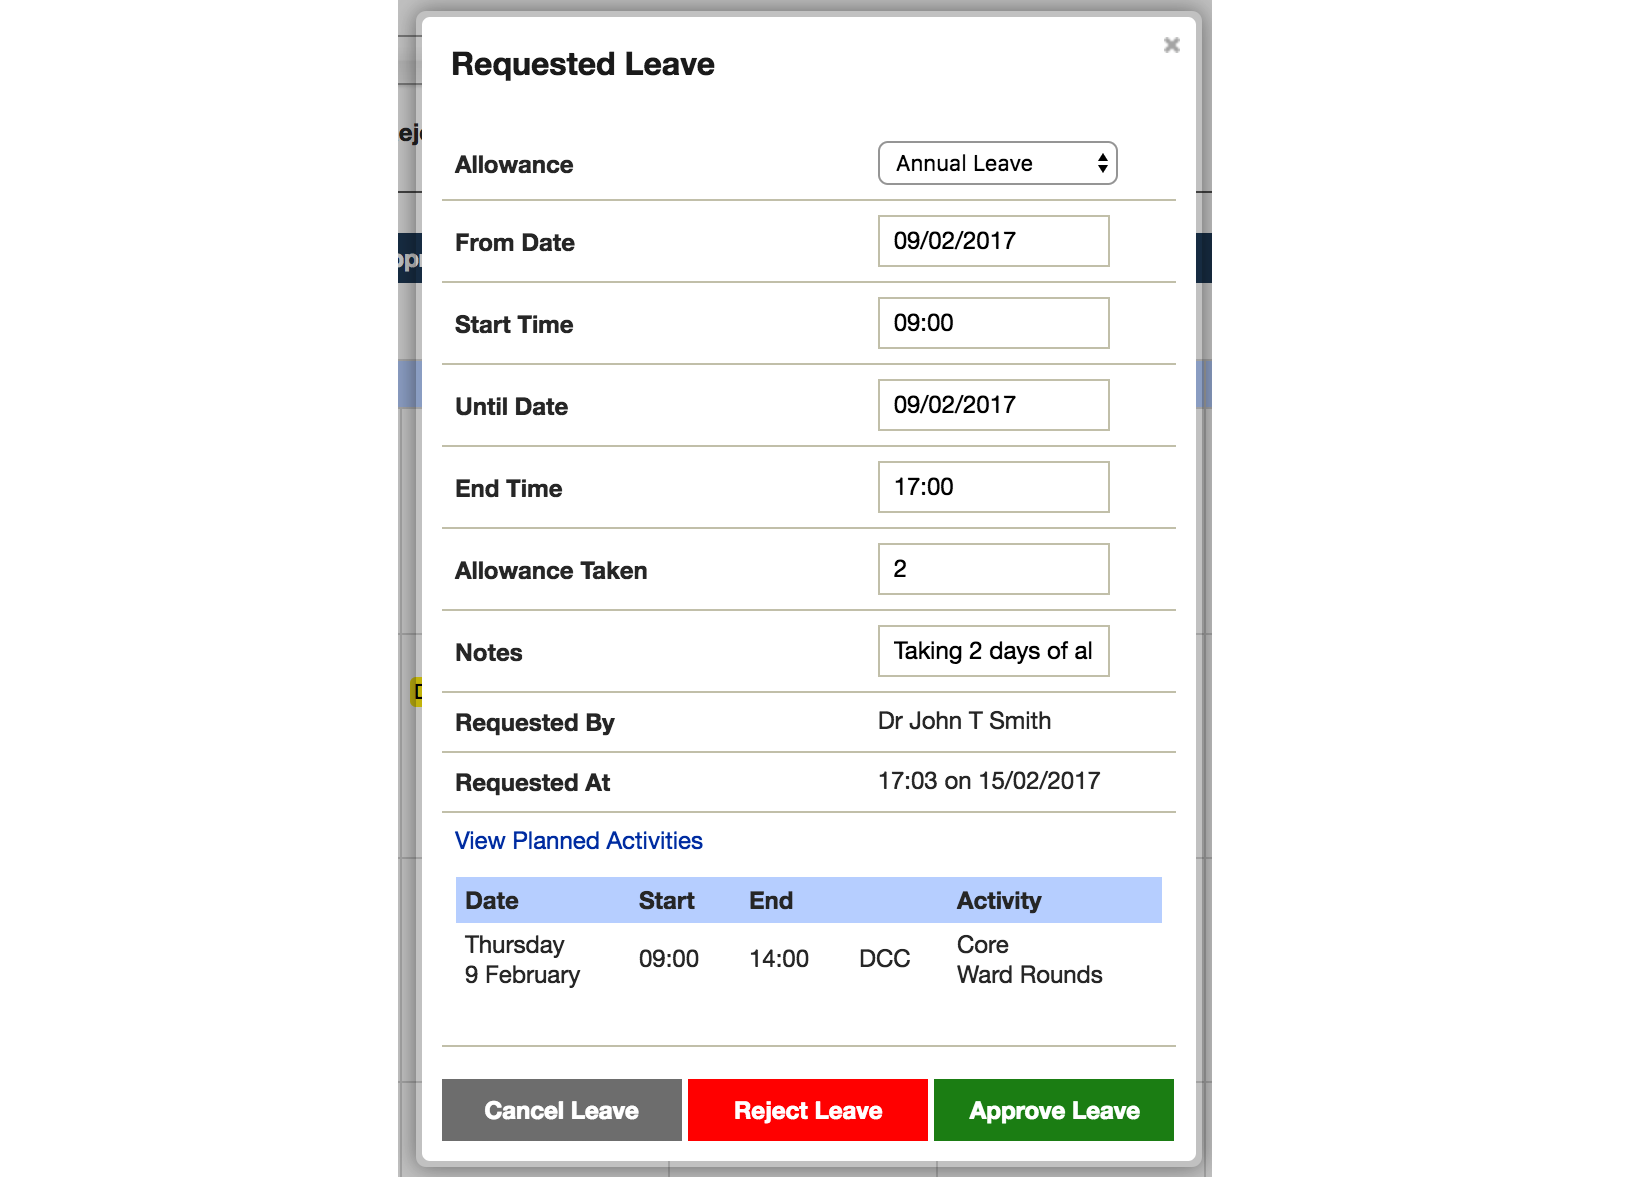 Requested Leave
Allowance Annual Leave
From Date 09/02/2017
Start Time 09:00
Until Date 09/02/2017
End Time 17:00
Allowance Taken 2
Notes Taking 2 days of al
Requested By Dr John T Smith
Requested At 17:03 on 15/02/2017
View Planned Activities
Date Start End Activity
Thursday 9 February 09:00 14:00 DCC Core Ward Rounds
Cancel Leave Reject Leave Approve Leave